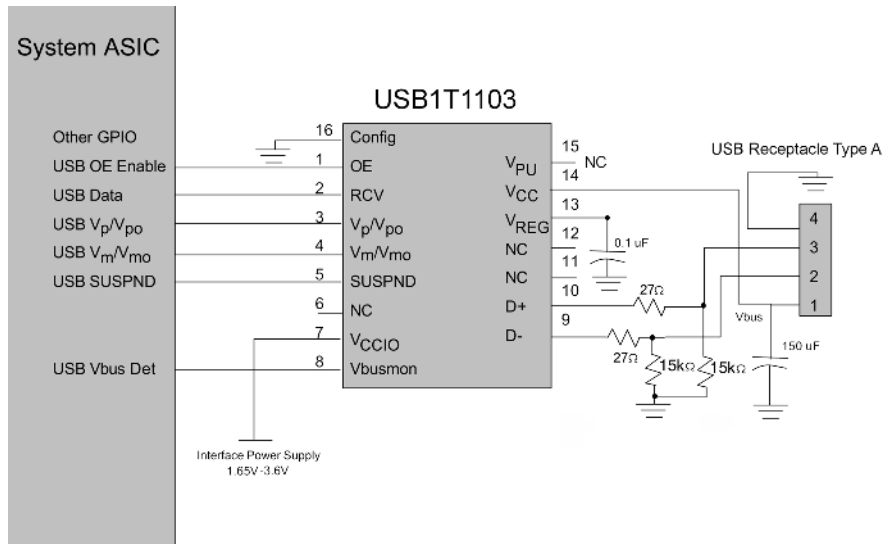 System ASIC
USB1T1103
Other GPIO
USB OE Enable
USB Data
USB Vp/Vpo
USB Vm/Vmo
USB SUSPND
USB Vbus Det
16
1
2
3
4
5
6
7
8
Config
OE
RCV
Vp/Vpo
Vm/Vmo
SUSPND
NC
VCCIO
Vbusmon
VPU
VCC
VREG
NC
NC
D+
D-
15
NC
14
13
12
11
10
9
0.1 uF
27Ω
27Ω
15kΩ
15kΩ
Vbus
150 uF
USB Receptacle Type A
4
3
2
1
Interface Power Supply
1.65V-3.6V